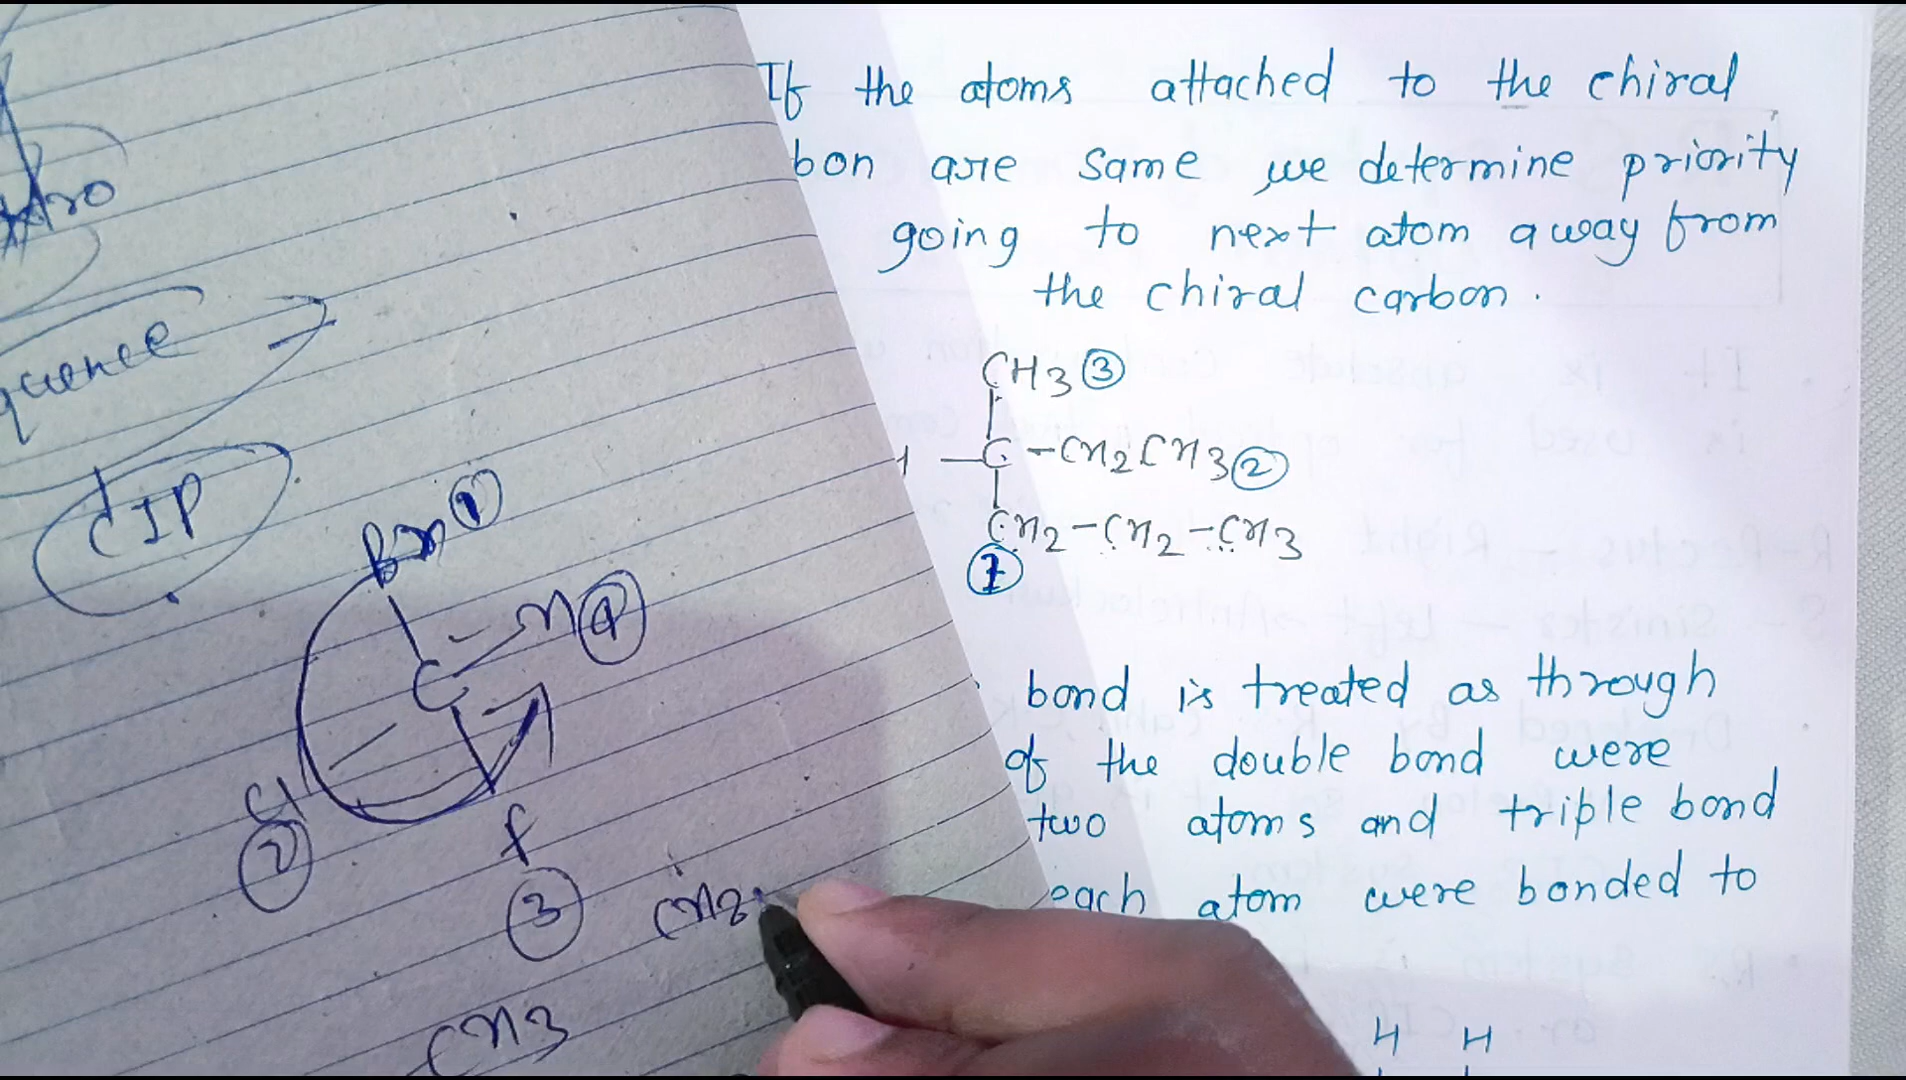 CIP
Br ①
C
H ④
Cl
②
F
③
CH2
CH3
If the atoms attached to the chiral
bon are same we determine priority
going to next atom away from
the chiral carbon.
CH3 ③
C-CH2CH3 ②
CH2-CH2-CH3
①
bond is treated as through
of the double bond were
two atoms and triple bond
each atom were bonded to
H H